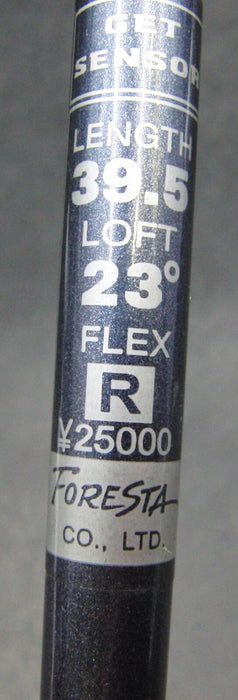 GET
SENSOR
LENGTH
39.5
LOFT
23°
FLEX
R
¥25000
FORESTA
CO., LTD.